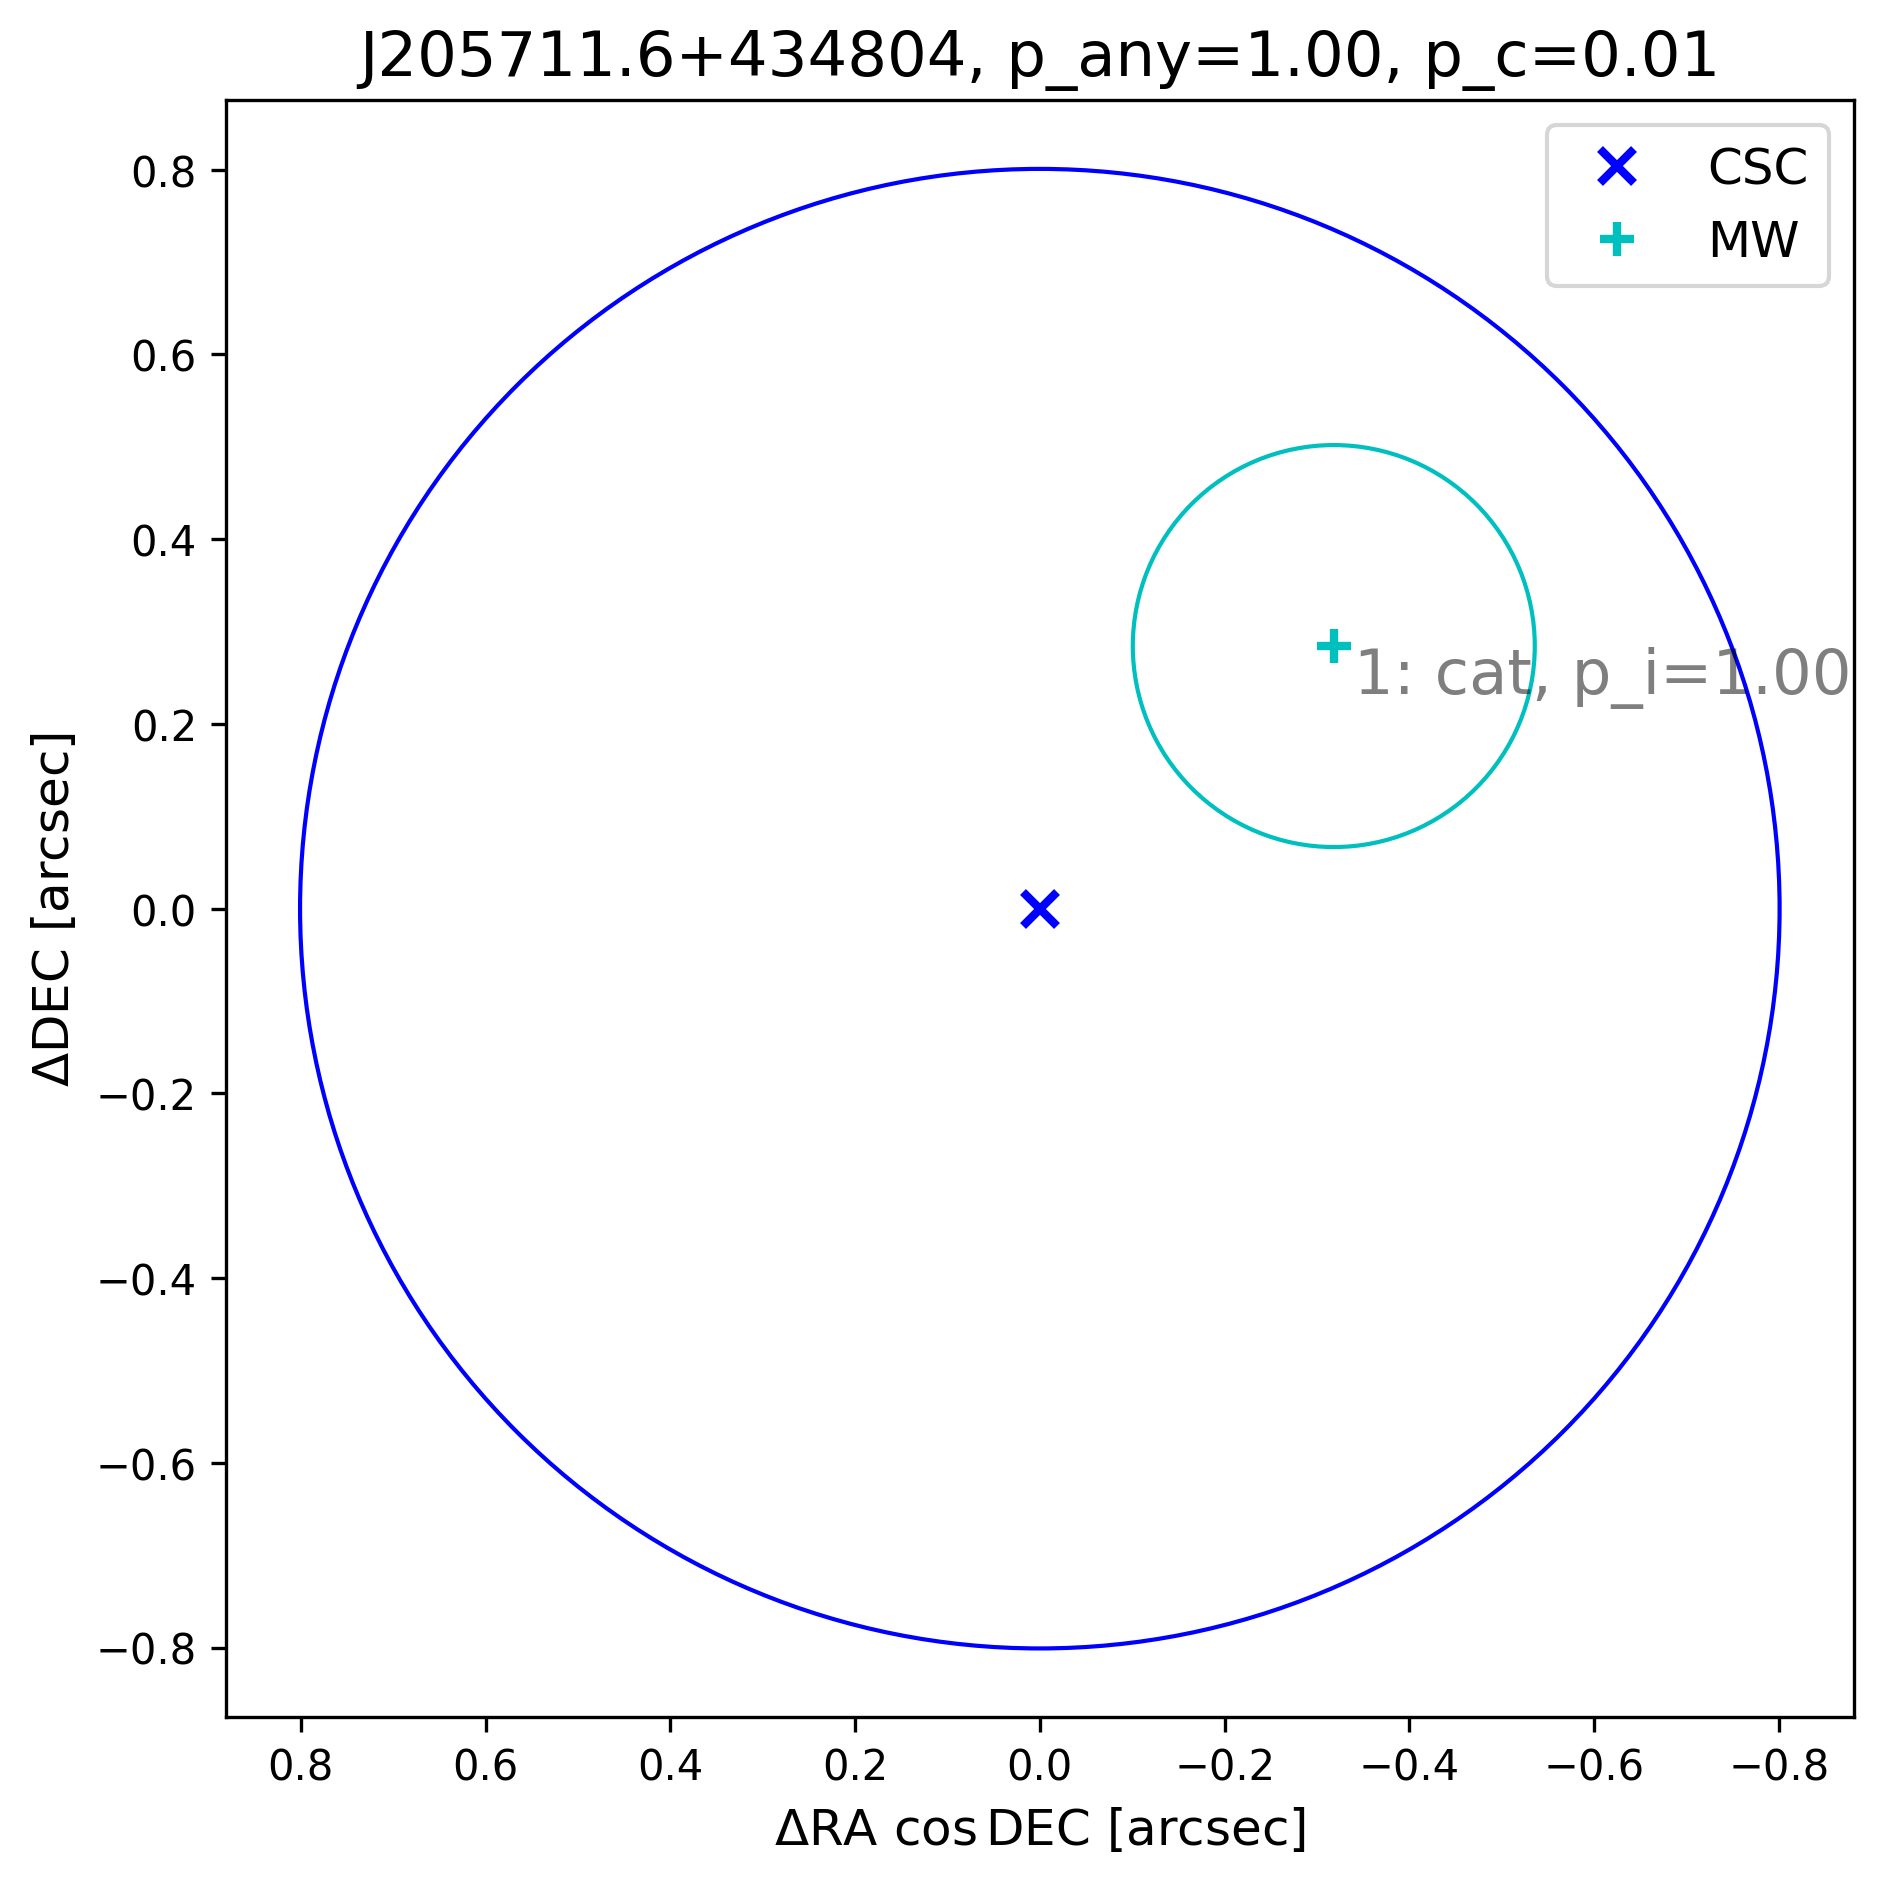 J205711.6+434804, p_any=1.00, p_c=0.01
CSC
MW
1: cat, p_i=1.00
ΔDEC [arcsec]
0.8
0.6
0.4
0.2
0.0
−0.2
−0.4
−0.6
−0.8
0.8 0.6 0.4 0.2 0.0 −0.2 −0.4 −0.6 −0.8
ΔRA cos DEC [arcsec]